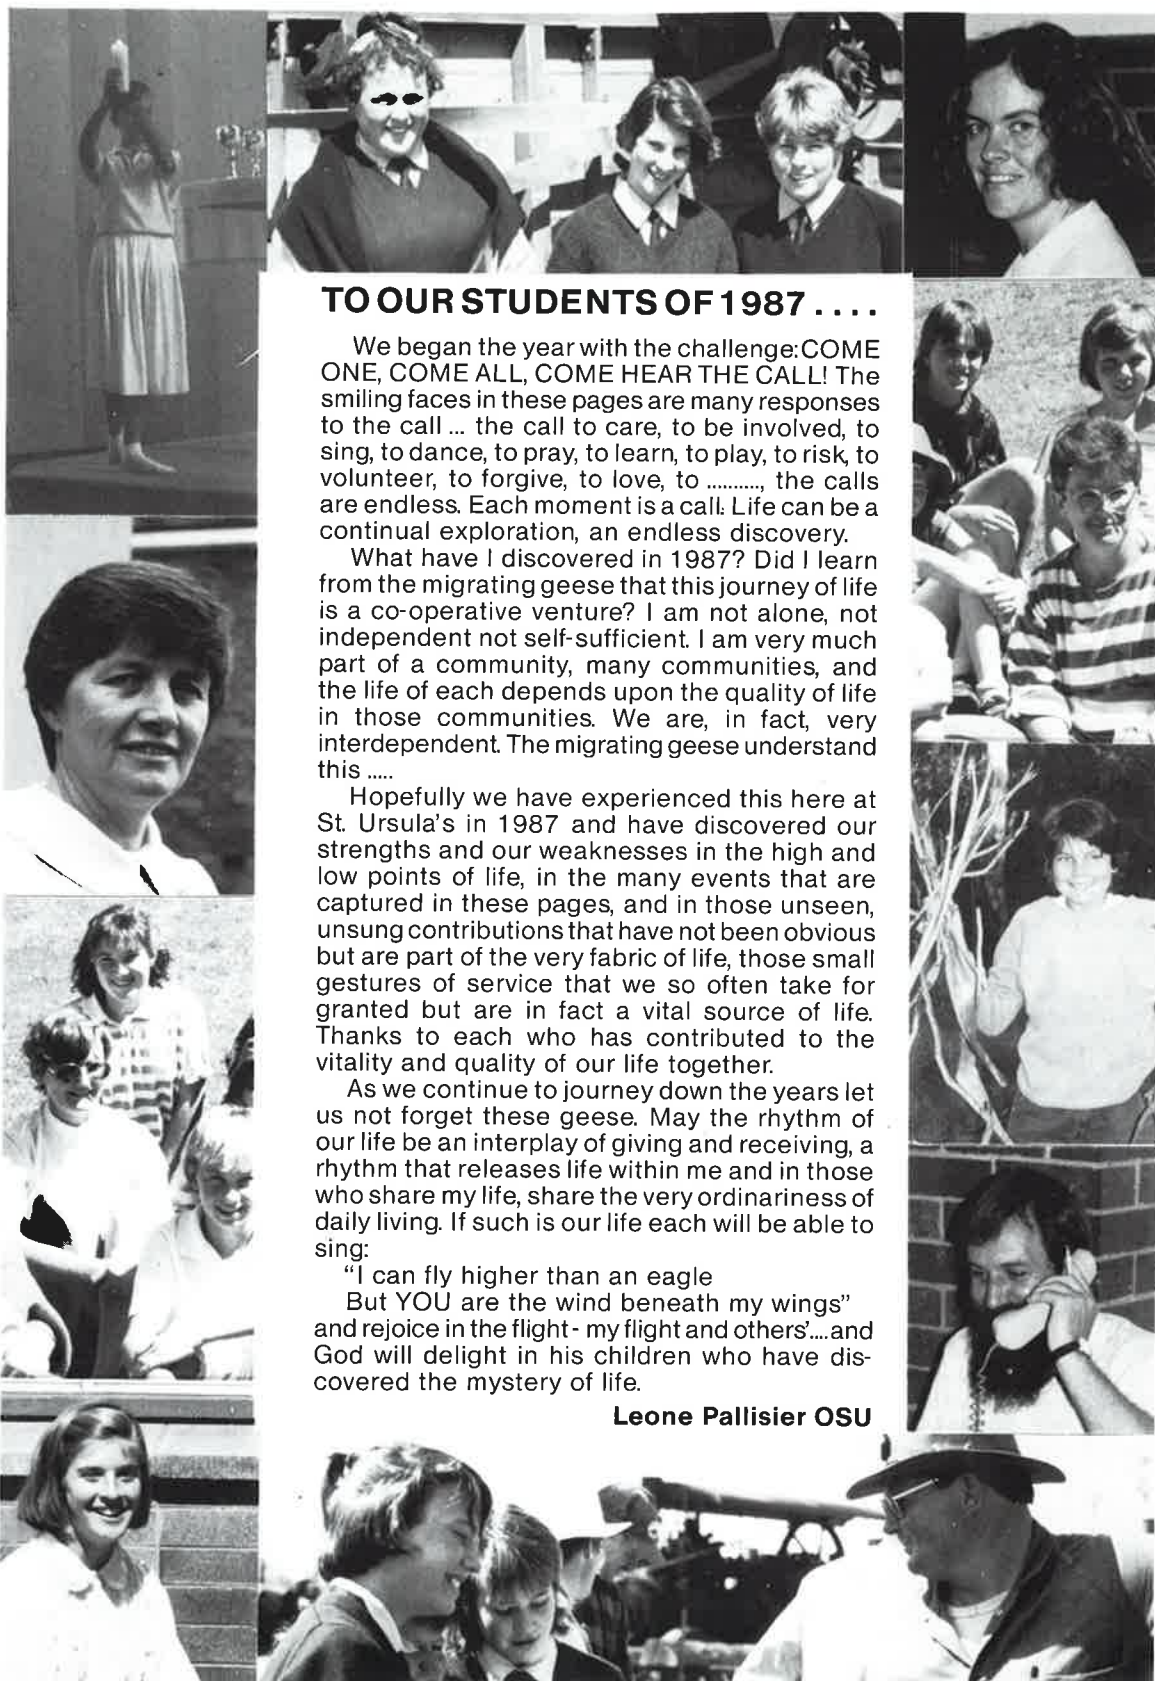 TO OUR STUDENTS OF 1987 . . . .
We began the year with the challenge:COME
ONE, COME ALL, COME HEAR THE CALL! The
smiling faces in these pages are many responses
to the call ... the call to care, to be involved, to
sing, to dance, to pray, to learn, to play, to risk, to
volunteer, to forgive, to love, to .........., the calls
are endless. Each moment is a call. Life can be a
continual exploration, an endless discovery.
What have I discovered in 1987? Did I learn
from the migrating geese that this journey of life
is a co-operative venture? I am not alone, not
independent not self-sufficient. I am very much
part of a community, many communities, and
the life of each depends upon the quality of life
in those communities. We are, in fact, very
interdependent. The migrating geese understand
this .....
Hopefully we have experienced this here at
St. Ursula's in 1987 and have discovered our
strengths and our weaknesses in the high and
low points of life, in the many events that are
captured in these pages, and in those unseen,
unsung contributions that have not been obvious
but are part of the very fabric of life, those small
gestures of service that we so often take for
granted but are in fact a vital source of life.
Thanks to each who has contributed to the
vitality and quality of our life together.
As we continue to journey down the years let
us not forget these geese. May the rhythm of
our life be an interplay of giving and receiving, a
rhythm that releases life within me and in those
who share my life, share the very ordinariness of
daily living. If such is our life each will be able to
sing:
"I can fly higher than an eagle
But YOU are the wind beneath my wings"
and rejoice in the flight - my flight and others'....and
God will delight in his children who have dis-
covered the mystery of life.
Leone Pallisier OSU